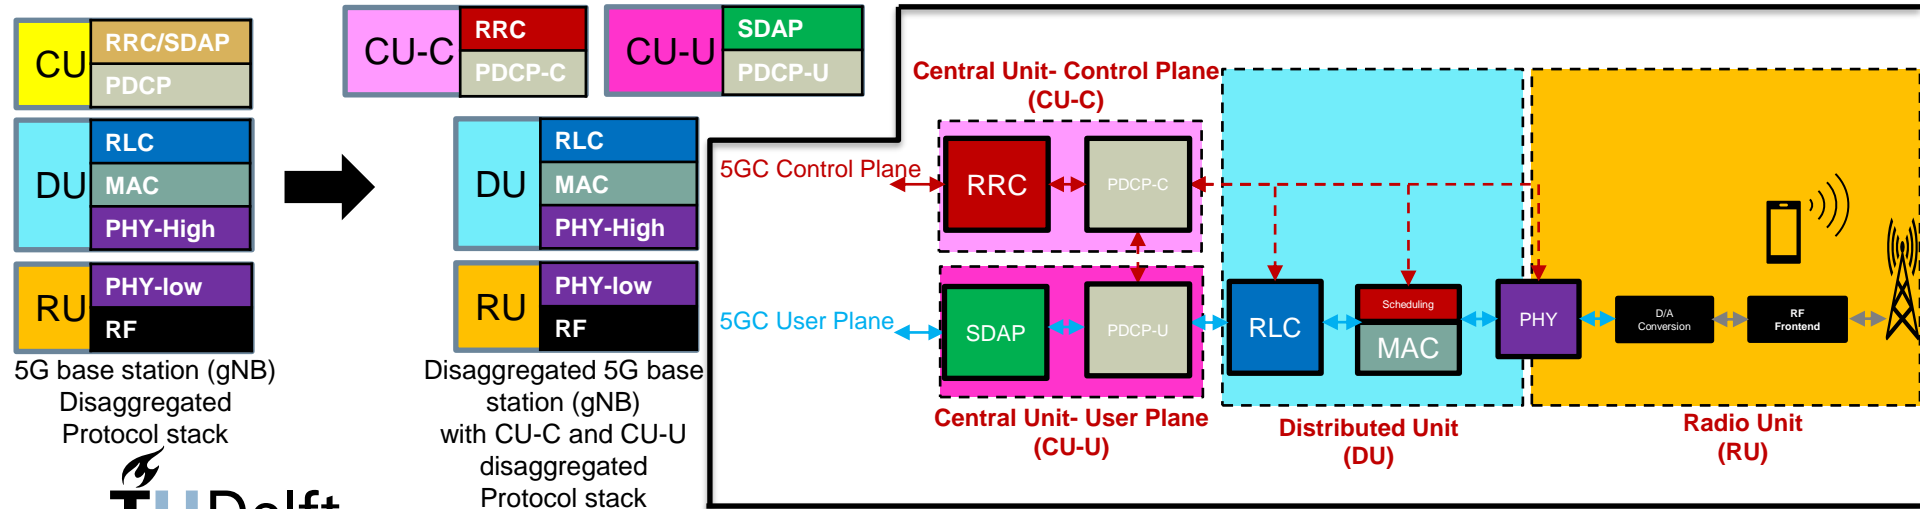 CU
RRC/SDAP
PDCP
DU
RLC
MAC
PHY-High
RU
PHY-low
RF
5G base station (gNB)
Disaggregated
Protocol stack
TUDelft
CU-C
RRC
PDCP-C
CU-U
SDAP
PDCP-U
DU
RLC
MAC
PHY-High
RU
PHY-low
RF
Disaggregated 5G base
station (gNB)
with CU-C and CU-U
disaggregated
Protocol stack
Central Unit- Control Plane
(CU-C)
5GC Control Plane
RRC
PDCP-C
5GC User Plane
SDAP
PDCP-U
Central Unit- User Plane
(CU-U)
RLC
Scheduling
MAC
PHY
Distributed Unit
(DU)
D/A
Conversion
RF
Frontend
Radio Unit
(RU)